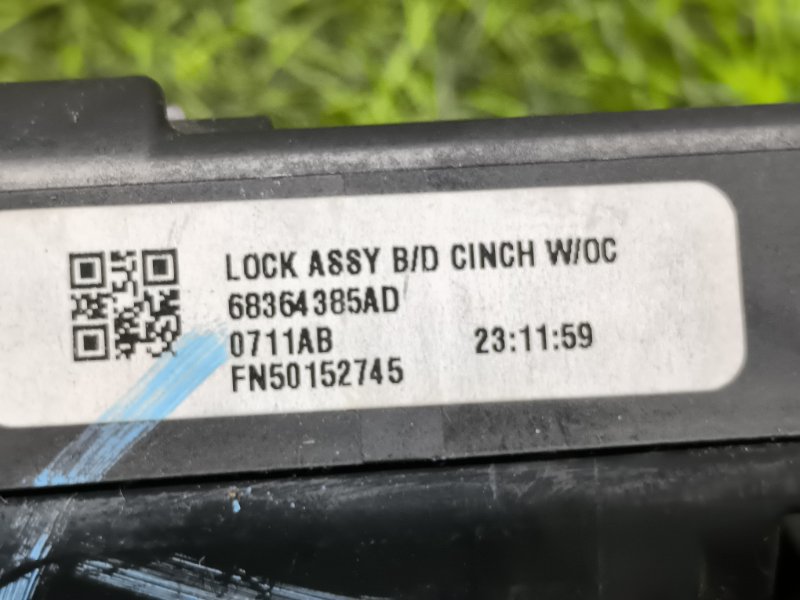 LOCK ASSY B/D CINCH W/OC
68364385AD
0711AB 23:11:59
FN50152745